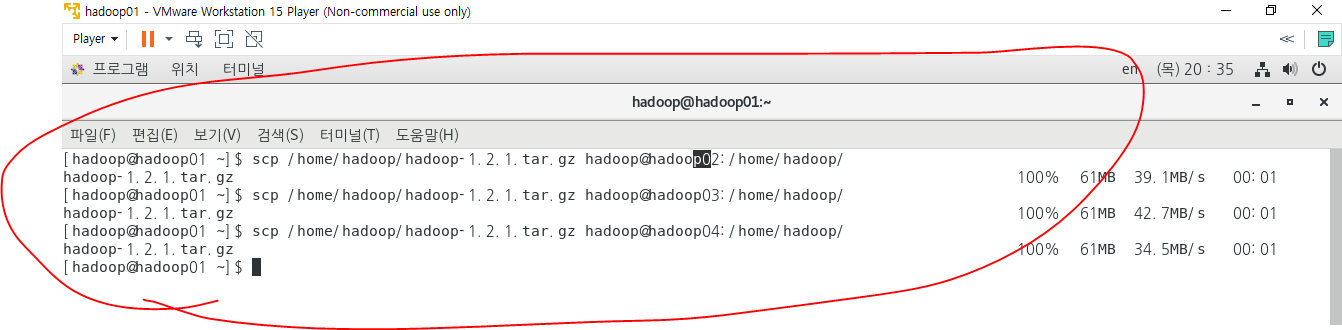 hadoop01 - VMware Workstation 15 Player (Non-commercial use only)
Player
프로그램 위치 터미널 en (목) 20 : 35
hadoop@hadoop01:~
파일(F) 편집(E) 보기(V) 검색(S) 터미널(T) 도움말(H)
[hadoop@hadoop01 ~]$ scp /home/hadoop/hadoop-1.2.1.tar.gz hadoop@hadoop02:/home/hadoop/
hadoop-1.2.1.tar.gz 100% 61MB 39.1MB/s 00:01
[hadoop@hadoop01 ~]$ scp /home/hadoop/hadoop-1.2.1.tar.gz hadoop@hadoop03:/home/hadoop/
hadoop-1.2.1.tar.gz 100% 61MB 42.7MB/s 00:01
[hadoop@hadoop01 ~]$ scp /home/hadoop/hadoop-1.2.1.tar.gz hadoop@hadoop04:/home/hadoop/
hadoop-1.2.1.tar.gz 100% 61MB 34.5MB/s 00:01
[hadoop@hadoop01 ~]$